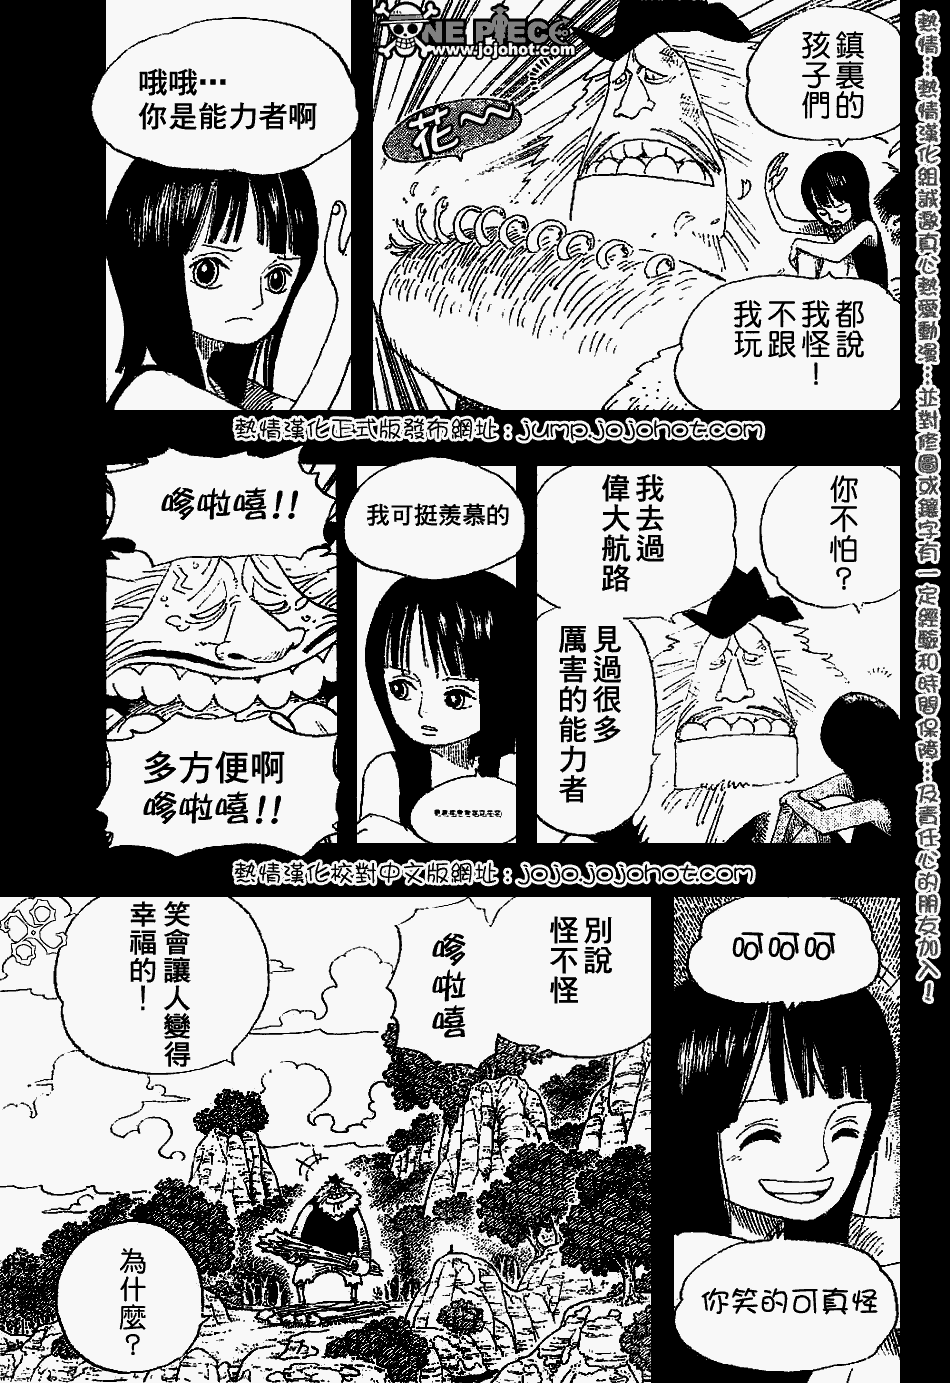 ONE PIECE
www.jojohot.com
鎮裏的
孩子們
花～
都說
我怪！
不跟
我玩
哦哦…
你是能力者啊
熱情漢化正式版發布網址：jump.jojohot.com
你不怕？
我去過
偉大航路
見過很多
厲害的能力者
我可挺羨慕的
嗲啦嘻!!
多方便啊
嗲啦嘻!!
熱情漢化校對中文版網址：jojo.jojohot.com
呵呵呵
你笑的可真怪
別說
怪不怪
嗲啦嘻
笑會讓人變得
幸福的！
為什麼？
熱情…熱情漢化組誠邀真心熱愛動漫…並對修圖或鑲字有一定經驗和時間保障…及責任心的朋友加入！